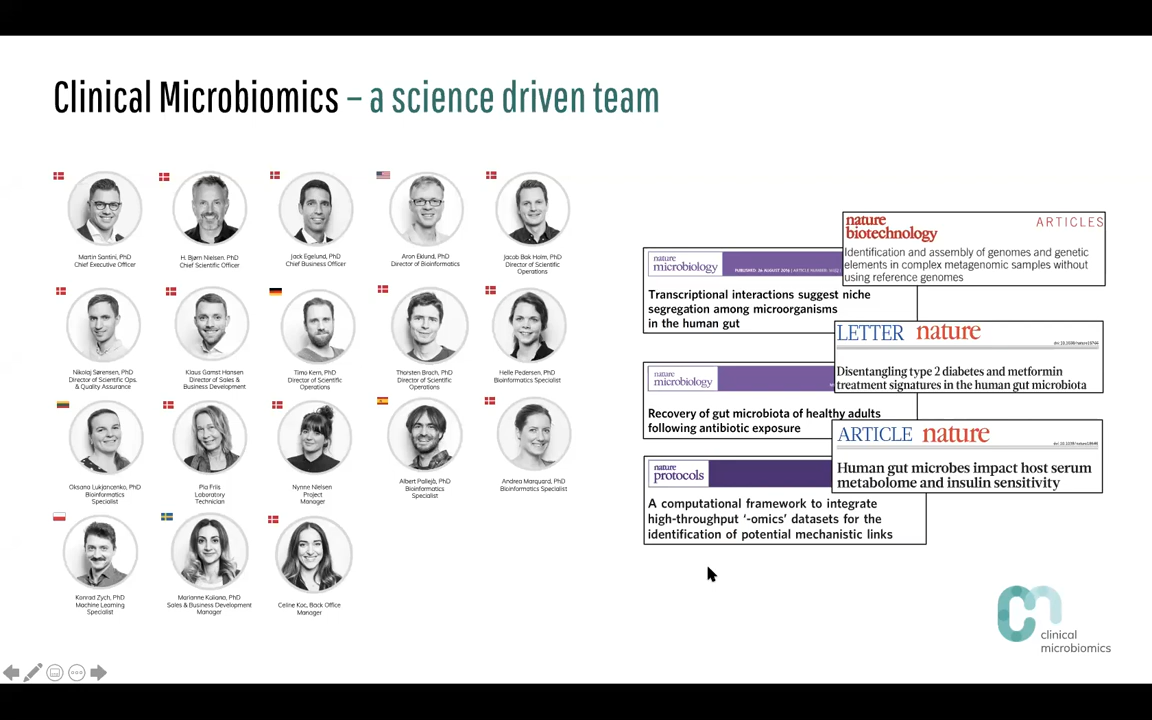 Clinical Microbiomics – a science driven team
Martin Santini, PhD
Chief Executive Officer
H. Bjørn Nielsen, PhD
Chief Scientific Officer
Jack Egelund, PhD
Chief Business Officer
Aron Eklund, PhD
Director of Bioinformatics
Jacob Bak Holm, PhD
Director of Scientific
Operations
Nikolaj Sørensen, PhD
Director of Scientific Ops.
& Quality Assurance
Klaus Gamst Hansen
Director of Sales &
Business Development
Timo Kern, PhD
Director of Scientific
Operations
Thorsten Brach, PhD
Director of Scientific
Operations
Helle Pedersen, PhD
Bioinformatics Specialist
Oksana Lukjancenko, PhD
Bioinformatics
Specialist
Pia Friis
Laboratory
Technician
Nynne Nielsen
Project
Manager
Albert Pallejà, PhD
Bioinformatics
Specialist
Andrea Marquard, PhD
Bioinformatics Specialist
Konrad Zych, PhD
Machine Learning
Specialist
Marianne Kaliana, PhD
Sales & Business Development
Manager
Celine Koc, Back Office
Manager
nature
biotechnology
ARTICLES
Identification and assembly of genomes and genetic
elements in complex metagenomic samples without
using reference genomes
nature
microbiology
Transcriptional interactions suggest niche
segregation among microorganisms
in the human gut
LETTER nature
Disentangling type 2 diabetes and metformin
treatment signatures in the human gut microbiota
nature
microbiology
Recovery of gut microbiota of healthy adults
following antibiotic exposure
ARTICLE nature
Human gut microbes impact host serum
metabolome and insulin sensitivity
nature
protocols
A computational framework to integrate
high-throughput ‘-omics’ datasets for the
identification of potential mechanistic links
clinical
microbiomics